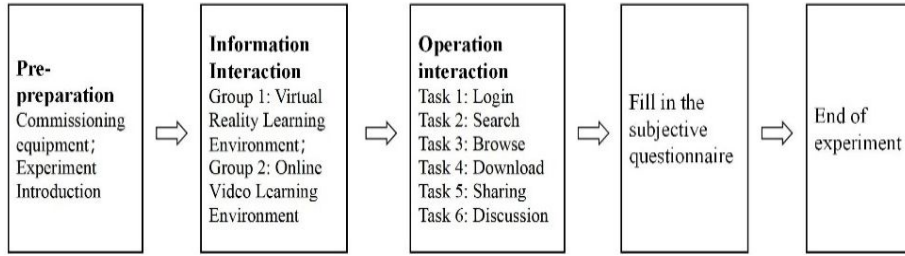 Pre-
preparation
Commissioning
equipment;
Experiment
Introduction
Information
Interaction
Group 1: Virtual
Reality Learning
Environment;
Group 2: Online
Video Learning
Environment
Operation
interaction
Task 1: Login
Task 2: Search
Task 3: Browse
Task 4: Download
Task 5: Sharing
Task 6: Discussion
Fill in the
subjective
questionnaire
End of
experiment